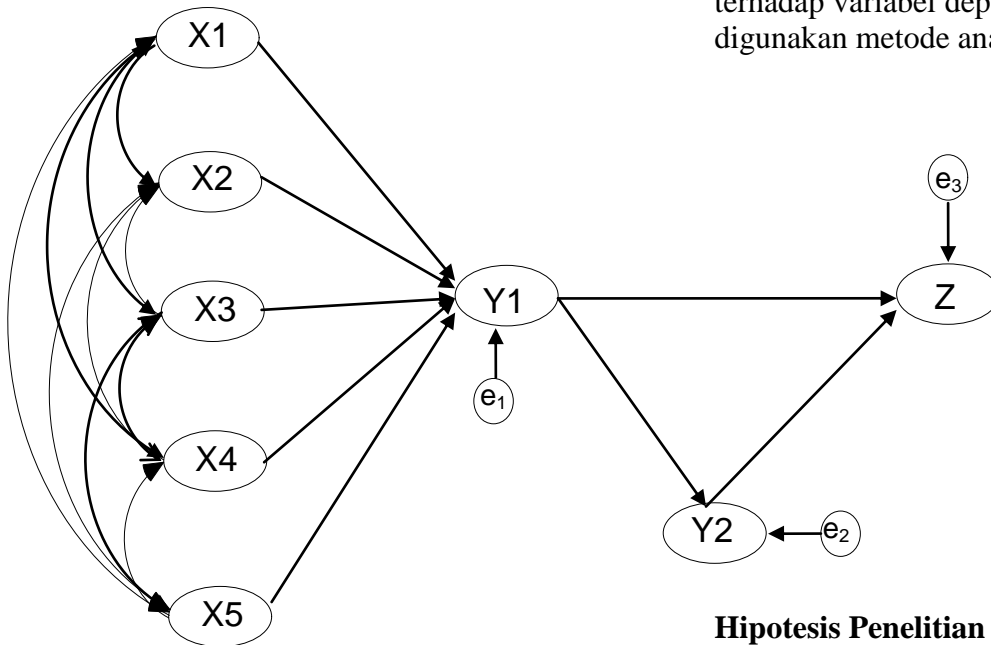 terhadap variabel dep
digunakan metode ana
X1
X2
X3
X4
X5
Y1
e1
Y2
e2
e3
Z
Hipotesis Penelitian